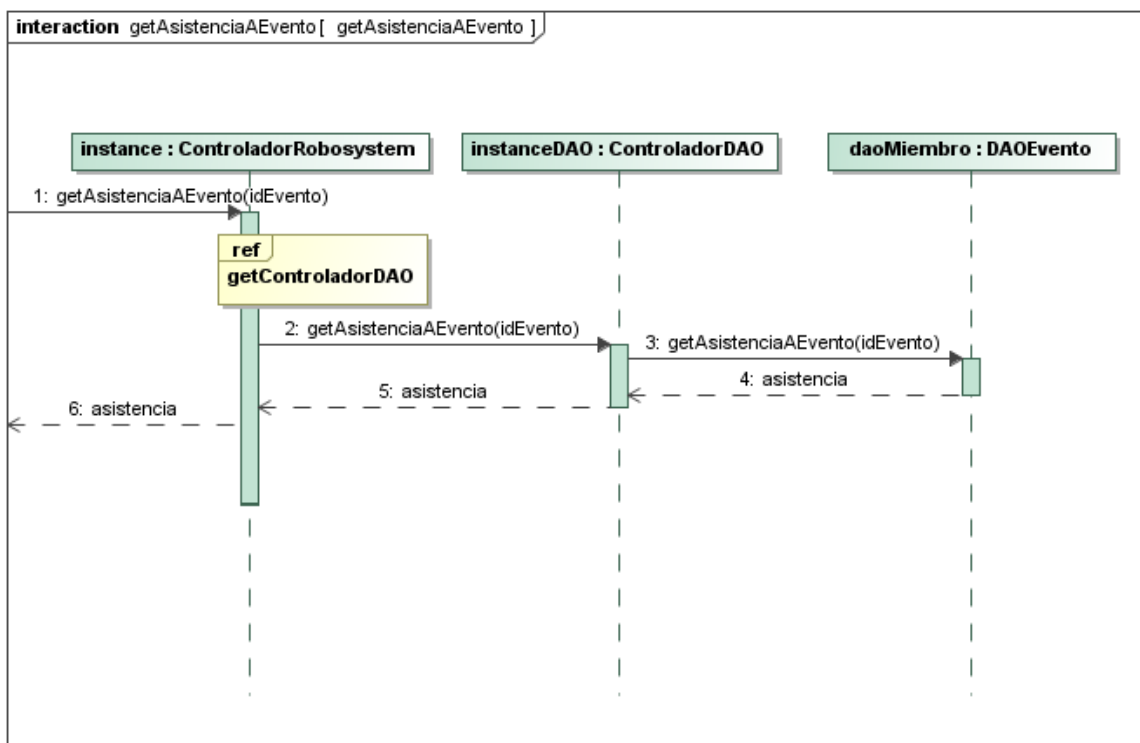 interaction getAsistenciaAEvento[ getAsistenciaAEvento ]
instance : ControladorRobosystem
instanceDAO : ControladorDAO
daoMiembro : DAOEvento
1: getAsistenciaAEvento(idEvento)
ref
getControladorDAO
2: getAsistenciaAEvento(idEvento)
3: getAsistenciaAEvento(idEvento)
4: asistencia
5: asistencia
6: asistencia